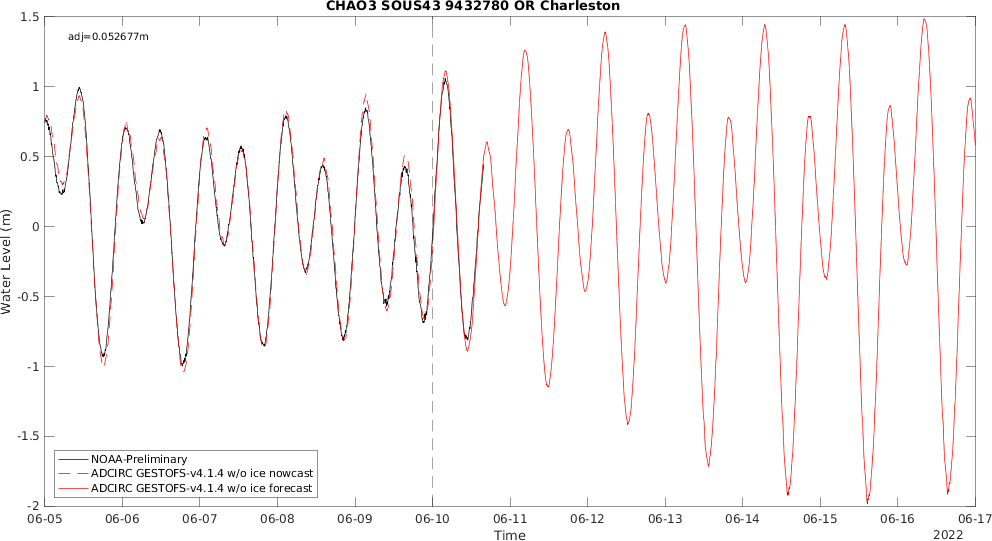 CHAO3 SOUS43 9432780 OR Charleston
adj=0.052677m
1.5
1
0.5
0
-0.5
-1
-1.5
-2
Water Level (m)
NOAA-Preliminary
ADCIRC GESTOFS-v4.1.4 w/o ice nowcast
ADCIRC GESTOFS-v4.1.4 w/o ice forecast
06-05 06-06 06-07 06-08 06-09 06-10 06-11 06-12 06-13 06-14 06-15 06-16 06-17
Time
2022